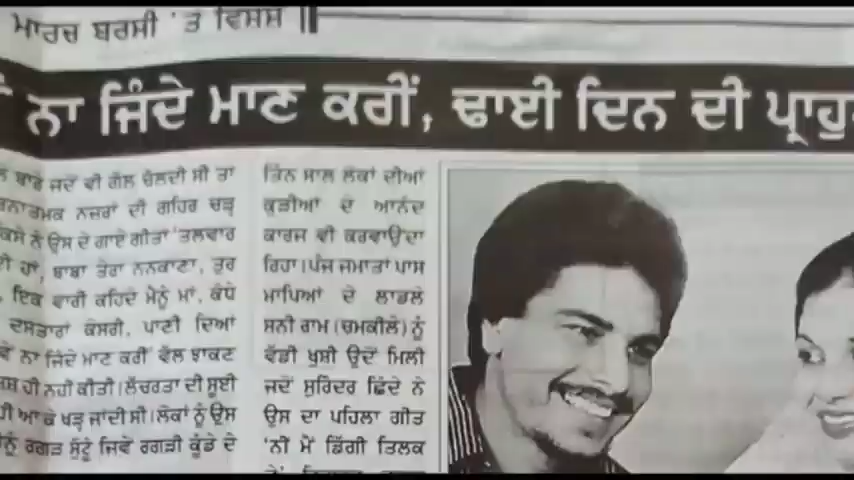 ਮਾਰਚ ਬਰਸੀ 'ਤੇ ਵਿਸ਼ੇਸ਼
ਨਾ ਜਿੰਦੇ ਮਾਣ ਕਰੀਂ, ਢਾਈ ਦਿਨ ਦੀ ਪ੍ਰਾਹੁ
ਬਾਰੇ ਜਦੋਂ ਵੀ ਗੱਲ ਚੱਲਦੀ ਸੀ ਤਾਂ
ਨਜ਼ਰਾਂ ਦੀ ਗਹਿਰ ਚੜ੍ਹ
ਨੇ ਉਸ ਦੇ ਗਾਏ ਗੀਤਾਂ 'ਤਲਵਾਰ
ਹਾਂ, ਬਾਬਾ ਤੇਰਾ ਨਨਕਾਣਾ, ਤੁਰ
ਇਕ ਵਾਰੀ ਕਹਿਦੇ ਮੈਨੂੰ ਮਾਂ, ਕੰਧੇ
ਦਸਤਾਰਾਂ ਕੇਸਰੀ, ਪਾਣੀ ਦਿਆਂ
ਨਾ ਜਿੰਦੇ ਮਾਣ ਕਰੀਂ' ਵੱਲ ਝਾਕਣ
ਹੀ ਨਹੀਂ ਕੀਤੀ। ਲੱਚਰਤਾ ਦੀ ਸੂਈ
ਆ ਕੇ ਖੜ੍ਹ ਜਾਂਦੀ ਸੀ। ਲੋਕਾਂ ਨੂੰ ਉਸ
ਨੂੰ ਰਗੜ ਸੁੱਟੂੰ ਜਿਵੇਂ ਰਗੜੀ ਕੂੰਡੇ ਦੇ
ਤਿੰਨ ਸਾਲ ਲੋਕਾਂ ਦੀਆਂ
ਕੁੜੀਆਂ ਦੇ ਆਨੰਦ
ਕਾਰਜ ਵੀ ਕਰਵਾਉਂਦਾ
ਰਿਹਾ। ਪੰਜ ਜਮਾਤਾਂ ਪਾਸ
ਮਾਪਿਆਂ ਦੇ ਲਾਡਲੇ
ਸਨੀ ਰਾਮ (ਚਮਕੀਲੇ) ਨੂੰ
ਵੱਡੀ ਖੁਸ਼ੀ ਉਦੋਂ ਮਿਲੀ
ਜਦੋਂ ਸੁਰਿੰਦਰ ਛਿੰਦੇ ਨੇ
ਉਸ ਦਾ ਪਹਿਲਾ ਗੀਤ
'ਨੀ ਮੈਂ ਡਿੱਗੀ ਤਿਲਕ